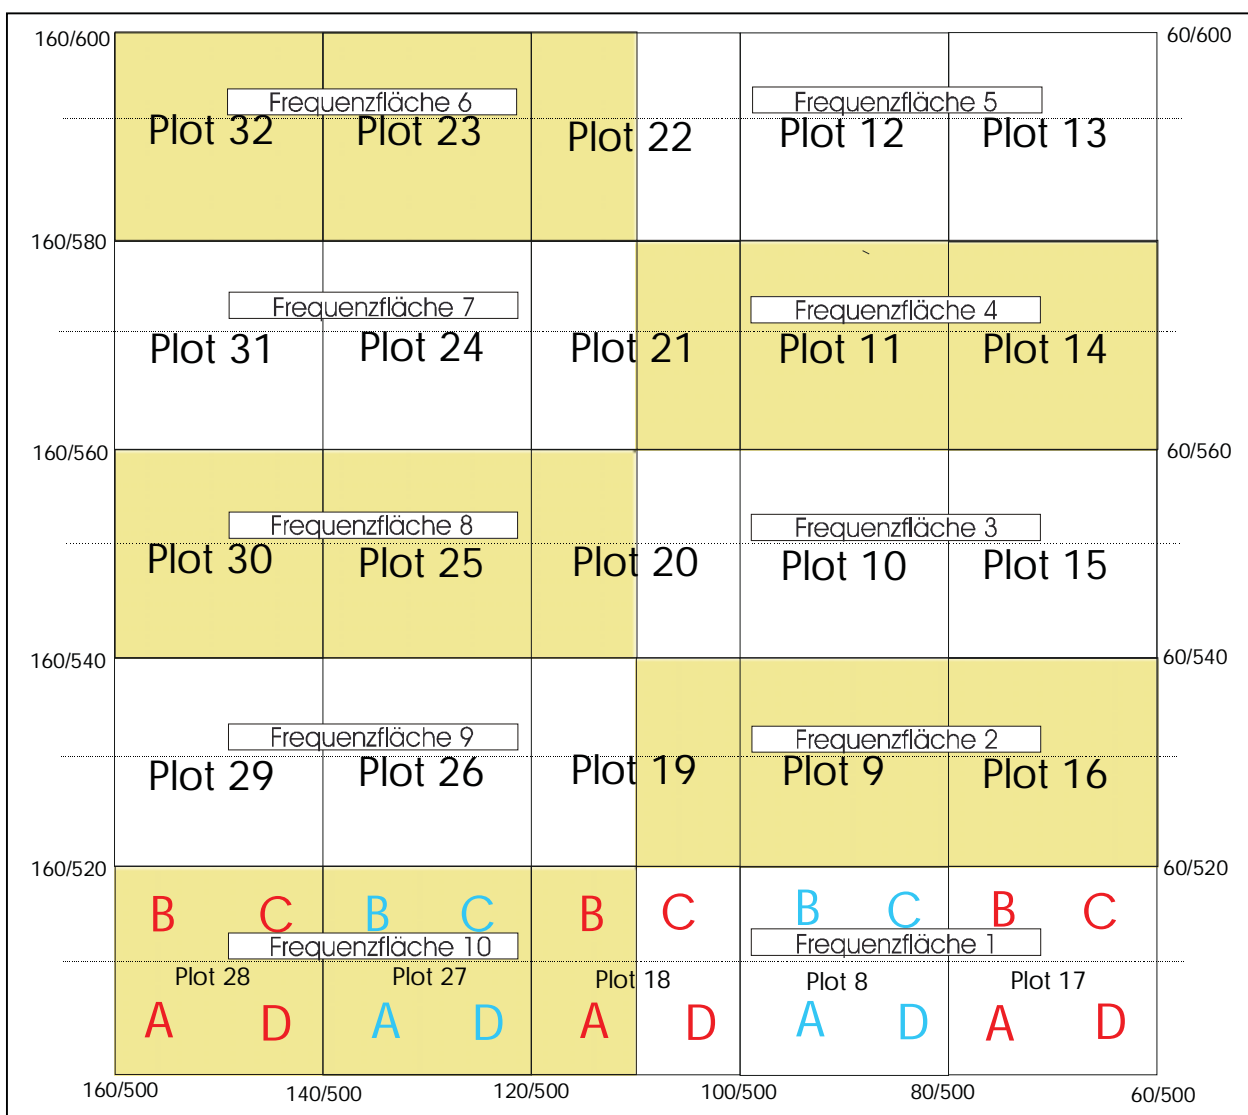 160/600
60/600
Frequenzfläche 6
Frequenzfläche 5
Plot 32
Plot 23
Plot 22
Plot 12
Plot 13
160/580
Frequenzfläche 7
Frequenzfläche 4
Plot 31
Plot 24
Plot 21
Plot 11
Plot 14
160/560
60/560
Frequenzfläche 8
Frequenzfläche 3
Plot 30
Plot 25
Plot 20
Plot 10
Plot 15
160/540
60/540
Frequenzfläche 9
Frequenzfläche 2
Plot 29
Plot 26
Plot 19
Plot 9
Plot 16
160/520
60/520
B C B C B C B C B C
Frequenzfläche 10
Frequenzfläche 1
Plot 28
Plot 27
Plot 18
Plot 8
Plot 17
A D A D A D A D A D
160/500
140/500
120/500
100/500
80/500
60/500